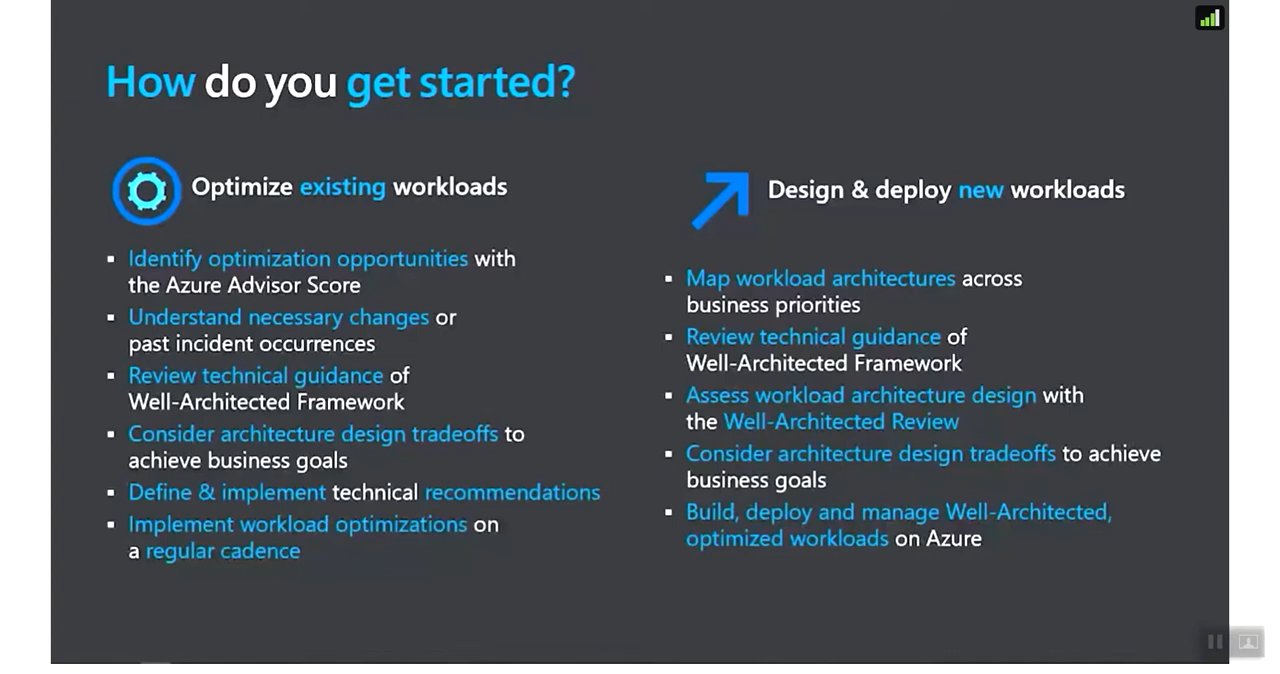 How do you get started?
Optimize existing workloads
▪ Identify optimization opportunities with
the Azure Advisor Score
▪ Understand necessary changes or
past incident occurrences
▪ Review technical guidance of
Well-Architected Framework
▪ Consider architecture design tradeoffs to
achieve business goals
▪ Define & implement technical recommendations
▪ Implement workload optimizations on
a regular cadence
Design & deploy new workloads
▪ Map workload architectures across
business priorities
▪ Review technical guidance of
Well-Architected Framework
▪ Assess workload architecture design with
the Well-Architected Review
▪ Consider architecture design tradeoffs to achieve
business goals
▪ Build, deploy and manage Well-Architected,
optimized workloads on Azure